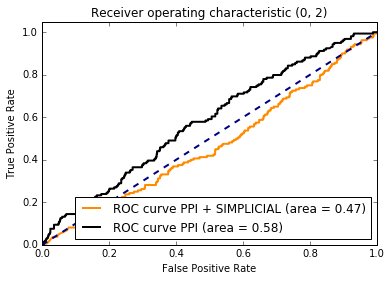 Receiver operating characteristic (0, 2)
True Positive Rate
1.0
0.8
0.6
0.4
0.2
0.0
ROC curve PPI + SIMPLICIAL (area = 0.47)
ROC curve PPI (area = 0.58)
0.0 0.2 0.4 0.6 0.8 1.0
False Positive Rate